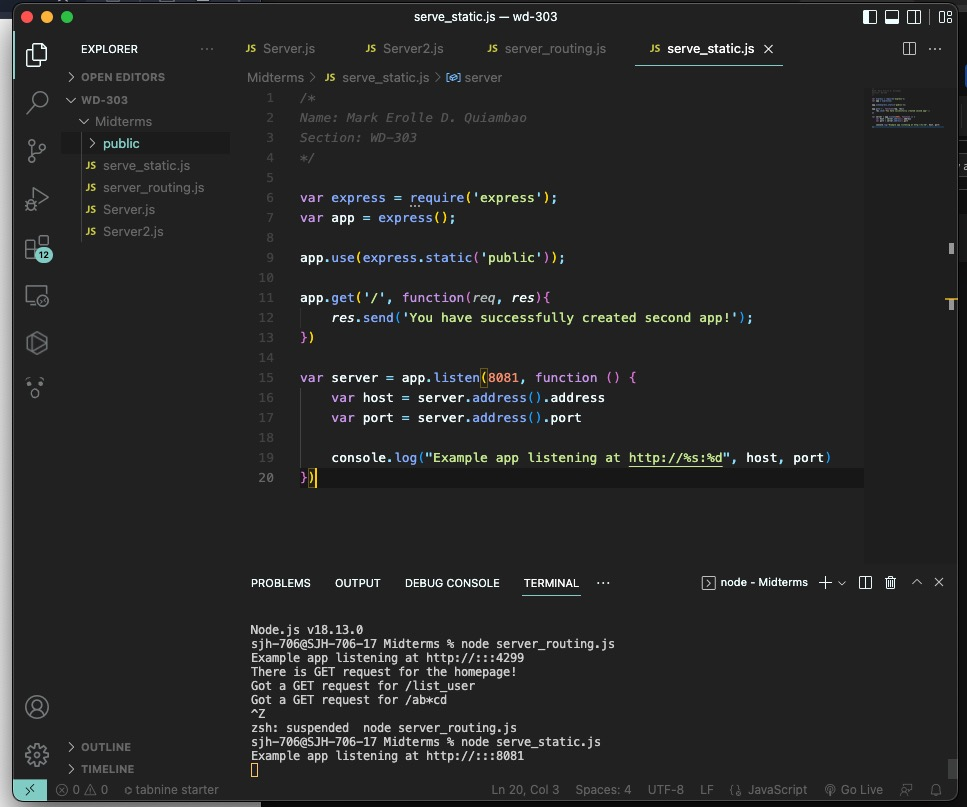 serve_static.js — wd-303
EXPLORER
OPEN EDITORS
WD-303
Midterms
public
JS serve_static.js
JS server_routing.js
JS Server.js
JS Server2.js
12
OUTLINE
TIMELINE
JS Server.js JS Server2.js JS server_routing.js JS serve_static.js
Midterms > JS serve_static.js > server
1 /*
2 Name: Mark Erolle D. Quiambao
3 Section: WD-303
4 */
5
6 var express = require('express');
7 var app = express();
8
9 app.use(express.static('public'));
10
11 app.get('/', function(req, res){
12 res.send('You have successfully created second app!');
13 })
14
15 var server = app.listen(8081, function () {
16 var host = server.address().address
17 var port = server.address().port
18
19 console.log("Example app listening at http://%s:%d", host, port)
20 })
PROBLEMS OUTPUT DEBUG CONSOLE TERMINAL ··· node - Midterms
Node.js v18.13.0
sjh-706@SJH-706-17 Midterms % node server_routing.js
Example app listening at http://:::4299
There is GET request for the homepage!
Got a GET request for /list_user
Got a GET request for /ab*cd
^Z
zsh: suspended  node server_routing.js
sjh-706@SJH-706-17 Midterms % node serve_static.js
Example app listening at http://:::8081
0 0 tabnine starter Ln 20, Col 3 Spaces: 4 UTF-8 LF {} JavaScript Go Live